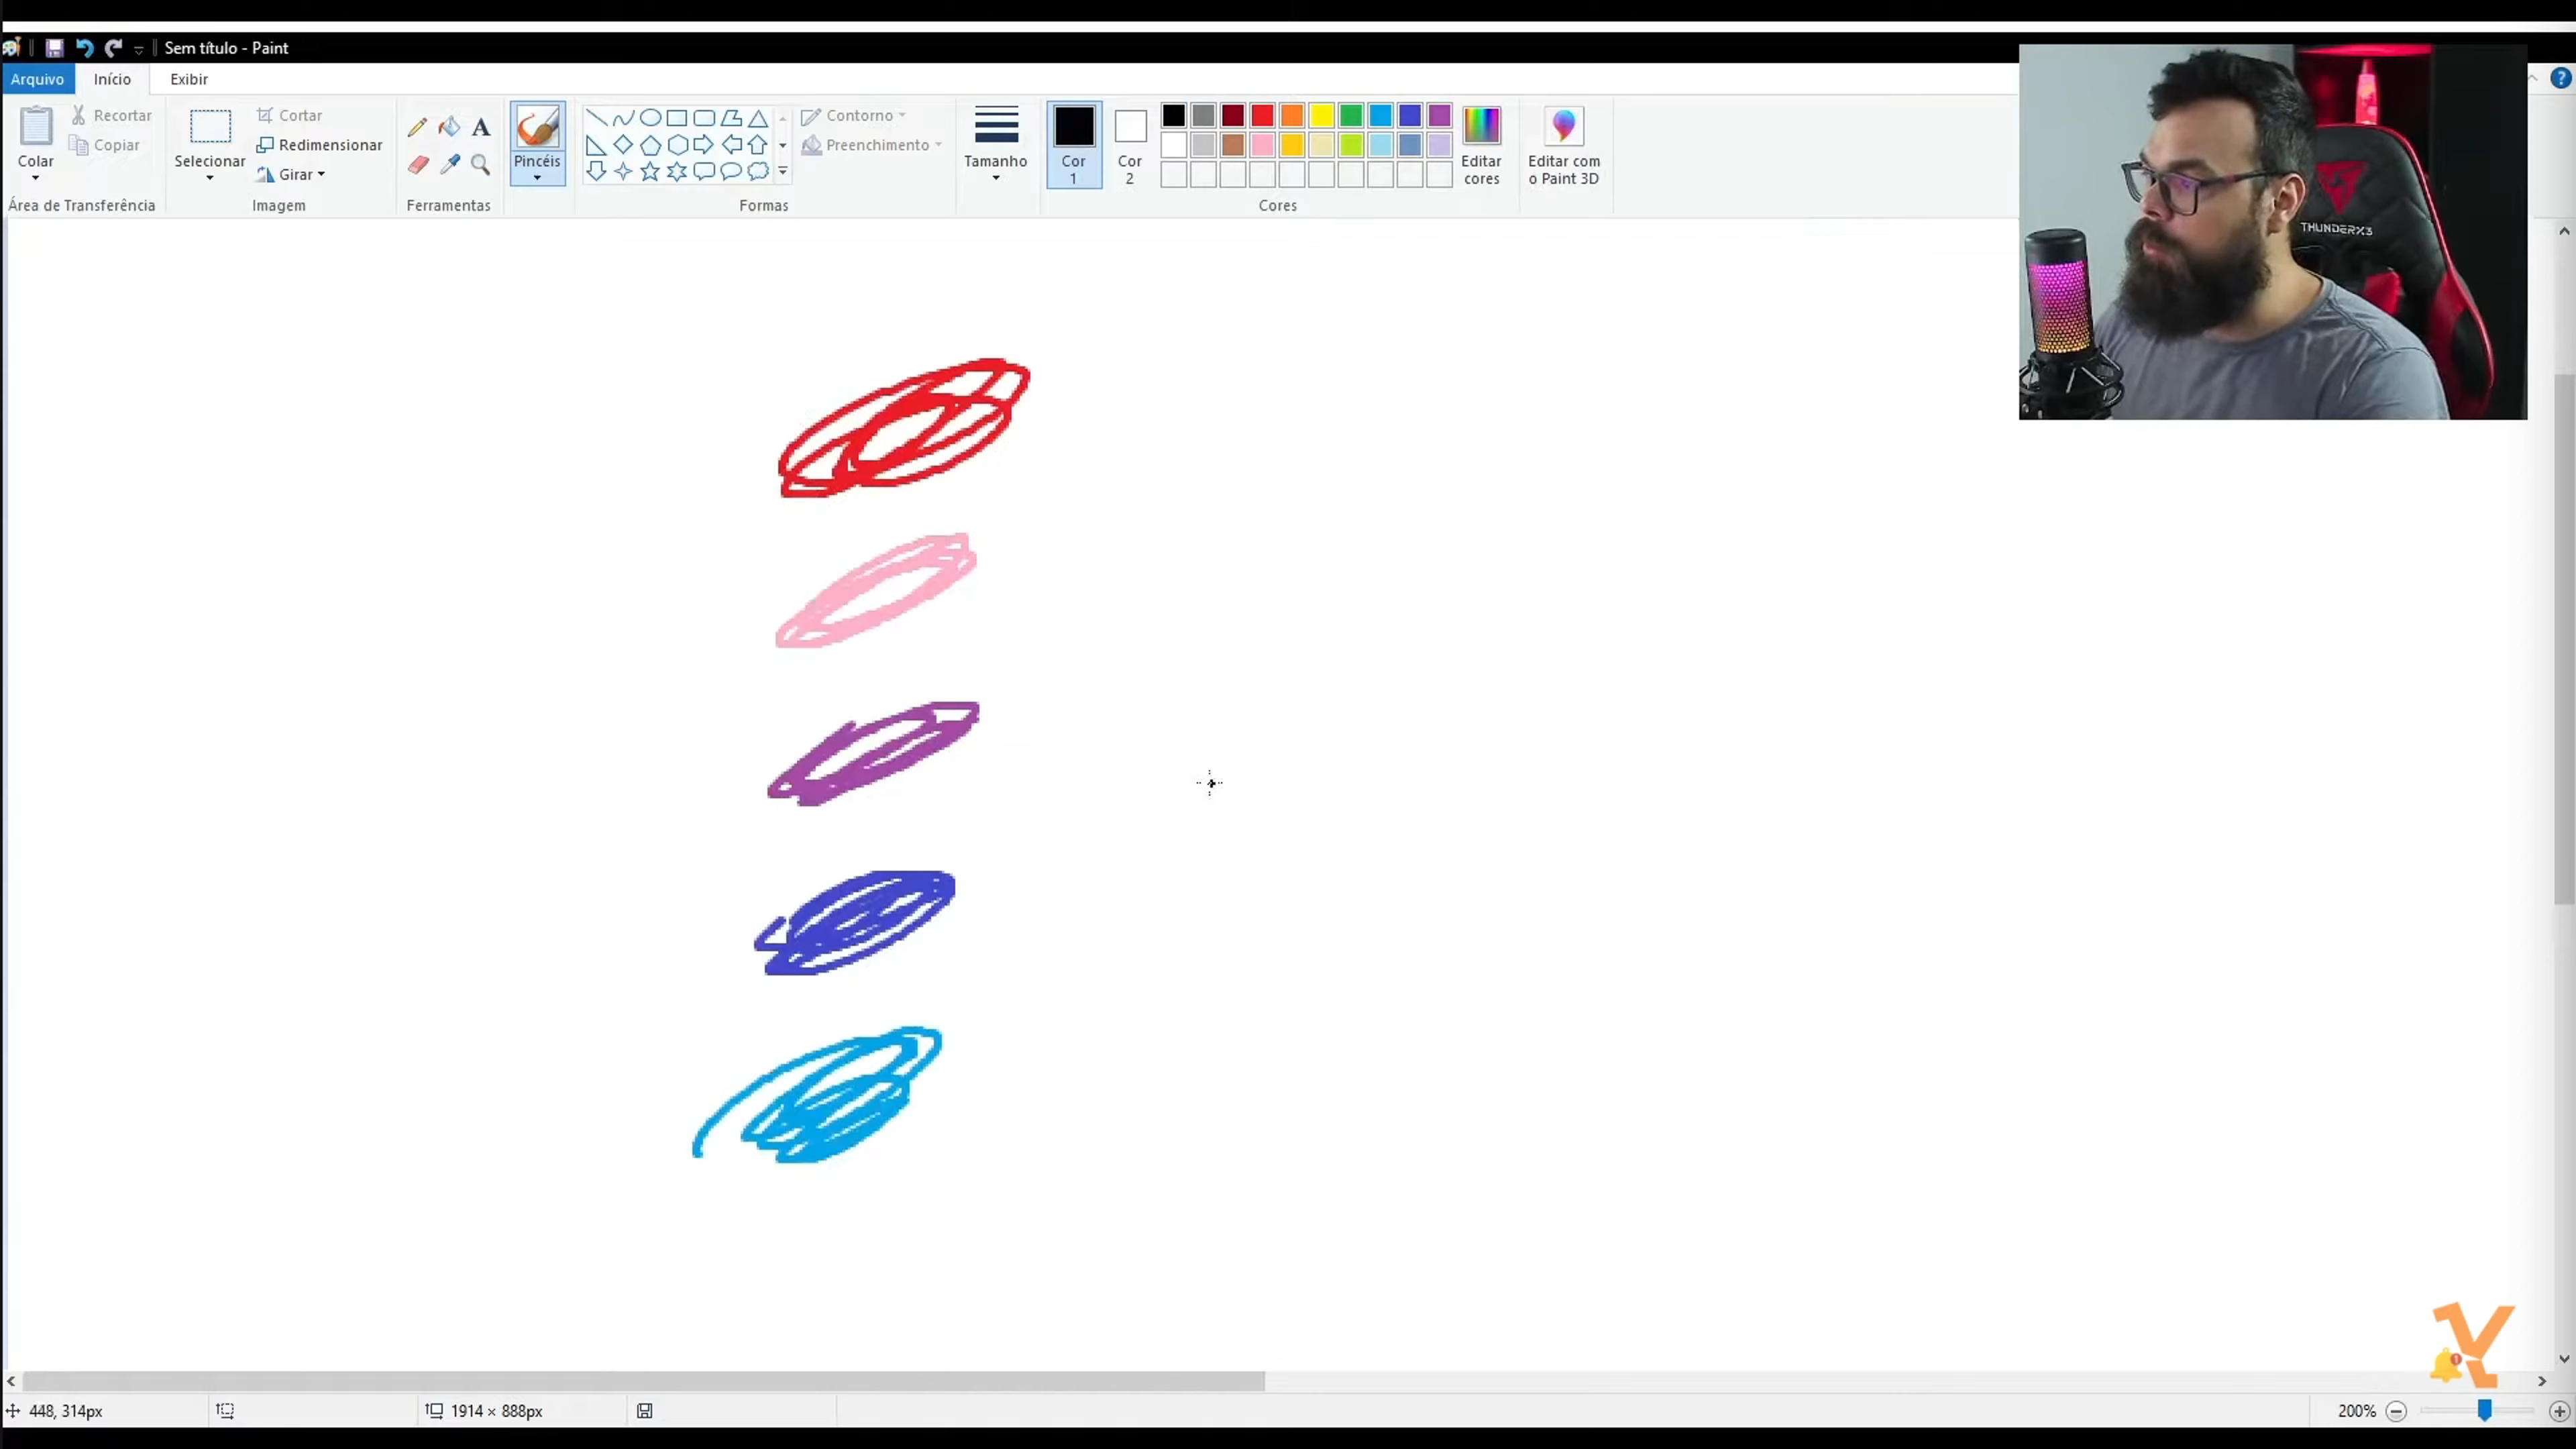 Sem título - Paint
Arquivo Início Exibir
Colar
Recortar
Copiar
Área de Transferência
Selecionar
Cortar
Redimensionar
Girar
Imagem
A
Ferramentas
Pincéis
Contorno
Preenchimento
Formas
Tamanho
Cor
1
Cor
2
Editar
cores
Cores
Editar com
o Paint 3D
?
THUNDERX3
448, 314px
1914 × 888px
200%